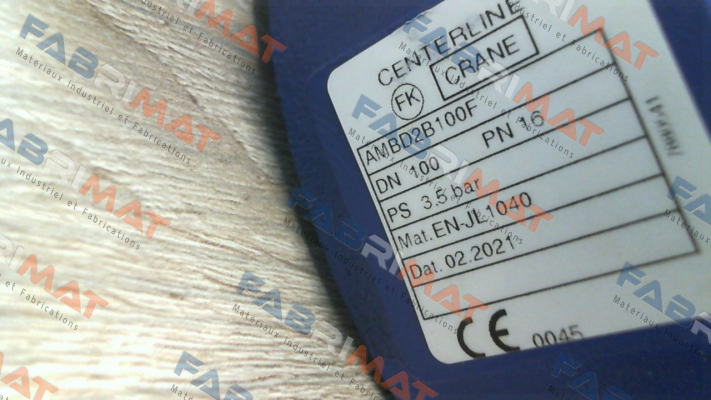 CENTERLINE
FK CRANE
AMBD2B100F
DN 100 PN 16
PS 3.5 bar
Mat. EN-JL1040
Dat. 02.2021
CE 0045
FABRIMAT
Matériaux Industriel et Fabrications